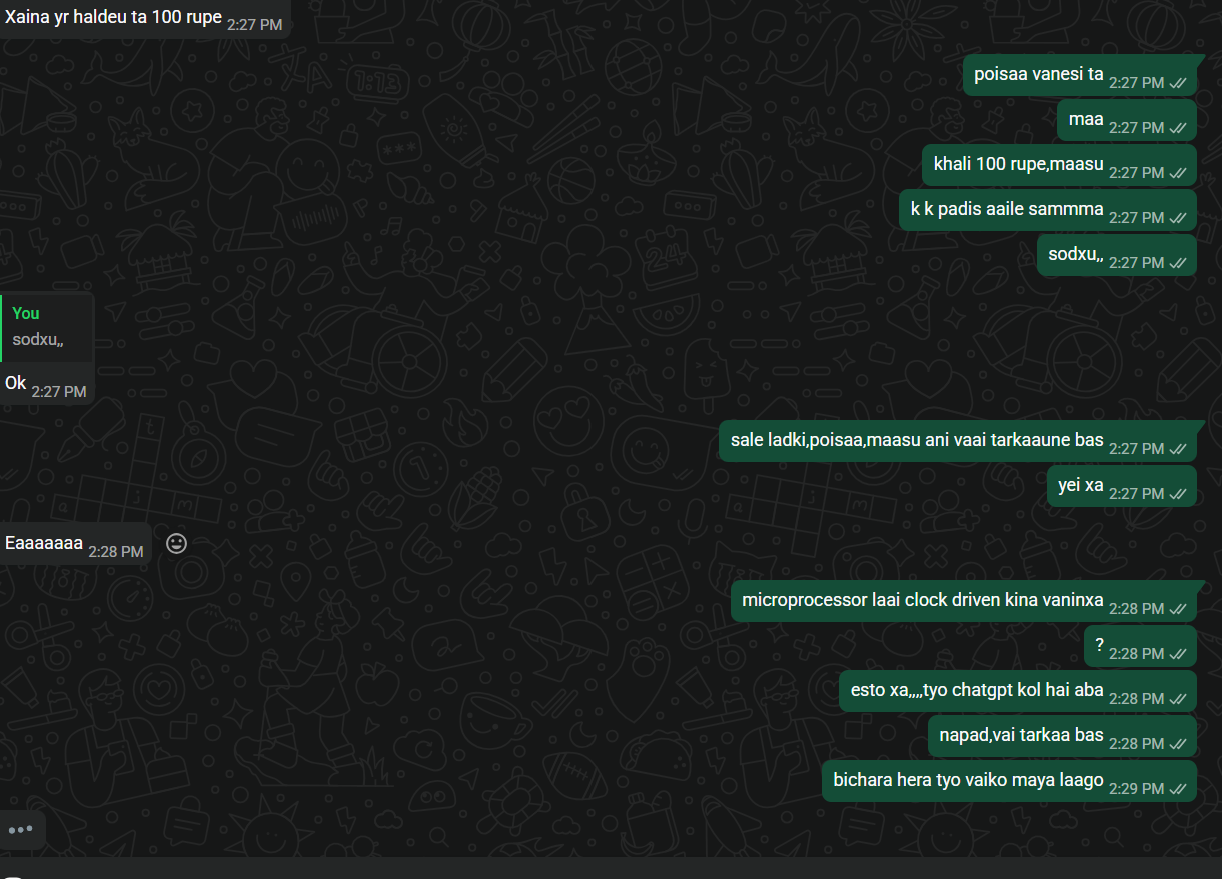 Xaina yr haldeu ta 100 rupe 2:27 PM
poisaa vanesi ta 2:27 PM
maa 2:27 PM
khali 100 rupe,maasu 2:27 PM
k k padis aaile sammma 2:27 PM
sodxu,, 2:27 PM
You
sodxu,,
Ok 2:27 PM
sale ladki,poisaa,maasu ani vaai tarkaaune bas 2:27 PM
yei xa 2:27 PM
Eaaaaaaa 2:28 PM
microprocessor laai clock driven kina vaninxa 2:28 PM
? 2:28 PM
esto xa,,,,tyo chatgpt kol hai aba 2:28 PM
napad,vai tarkaa bas 2:28 PM
bichara hera tyo vaiko maya laago 2:29 PM